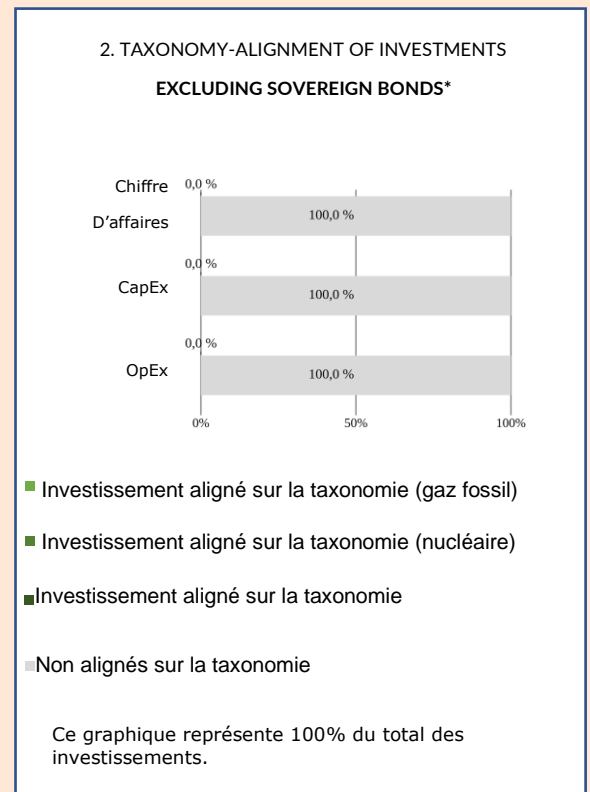 2. TAXONOMY-ALIGNMENT OF INVESTMENTS
EXCLUDING SOVEREIGN BONDS*
Chiffre
D’affaires
0,0 %
100,0 %
CapEx
0,0 %
100,0 %
OpEx
0,0 %
100,0 %
0% 50% 100%
Investissement aligné sur la taxonomie (gaz fossil)
Investissement aligné sur la taxonomie (nucléaire)
Investissement aligné sur la taxonomie
Non alignés sur la taxonomie
Ce graphique représente 100% du total des
investissements.